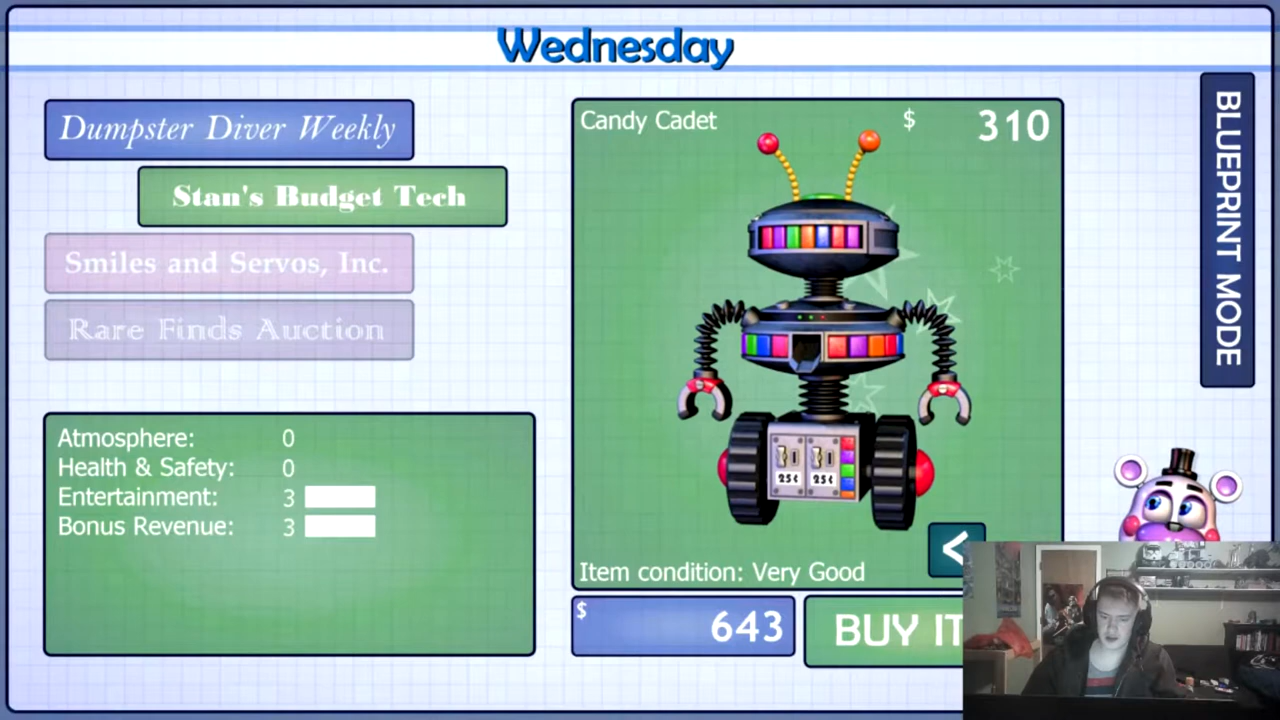 Wednesday
Dumpster Diver Weekly
Stan's Budget Tech
Smiles and Servos, Inc.
Rare Finds Auction
Atmosphere: 0
Health & Safety: 0
Entertainment: 3
Bonus Revenue: 3
Candy Cadet $ 310
25¢ 25¢
Item condition: Very Good
<
$ 643
BUY IT
BLUEPRINT MODE